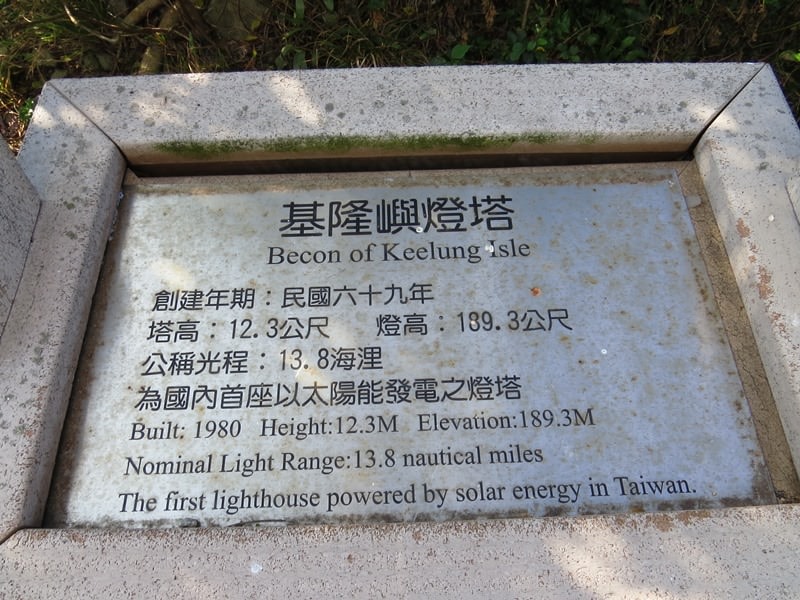 基隆嶼燈塔
Becon of Keelung Isle
創建年期：民國六十九年
塔高：12.3公尺　燈高：189.3公尺
公稱光程：13.8海浬
為國內首座以太陽能發電之燈塔
Built: 1980 Height:12.3M Elevation:189.3M
Nominal Light Range:13.8 nautical miles
The first lighthouse powered by solar energy in Taiwan.